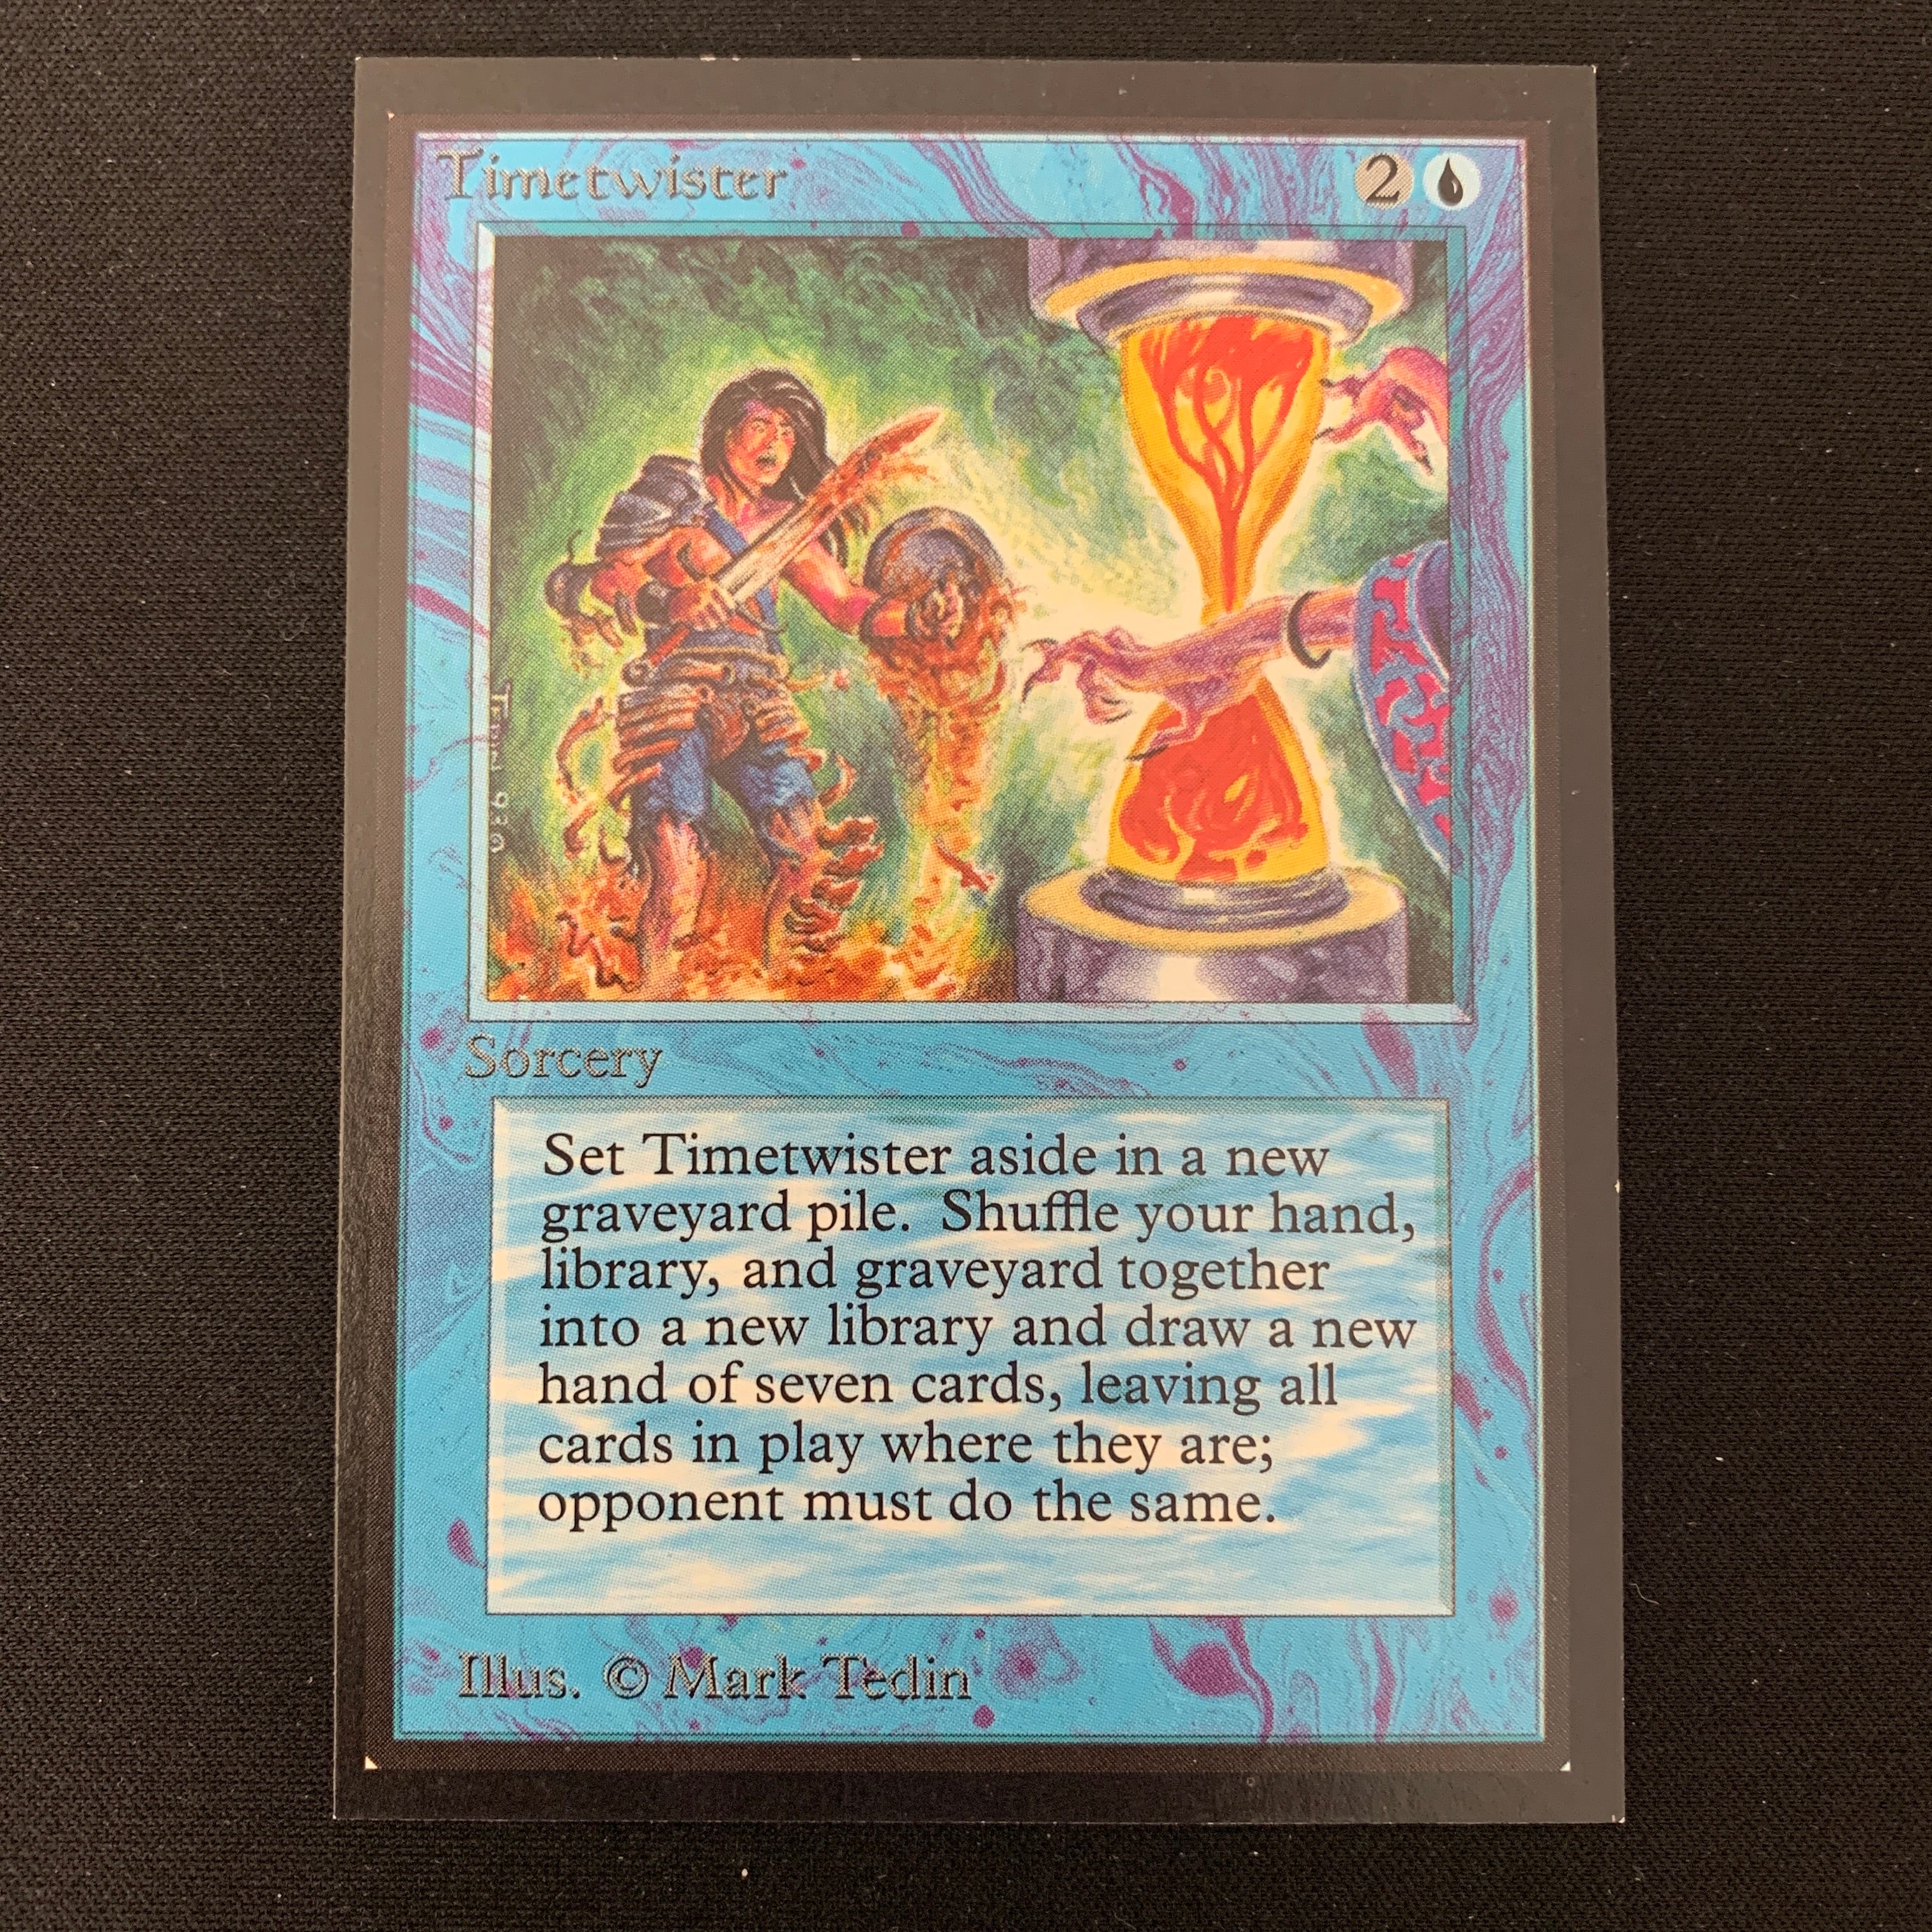 Timetwister 2
TEDIN 93
Sorcery
Set Timetwister aside in a new
graveyard pile. Shuffle your hand,
library, and graveyard together
into a new library and draw a new
hand of seven cards, leaving all
cards in play where they are;
opponent must do the same.
Illus. © Mark Tedin